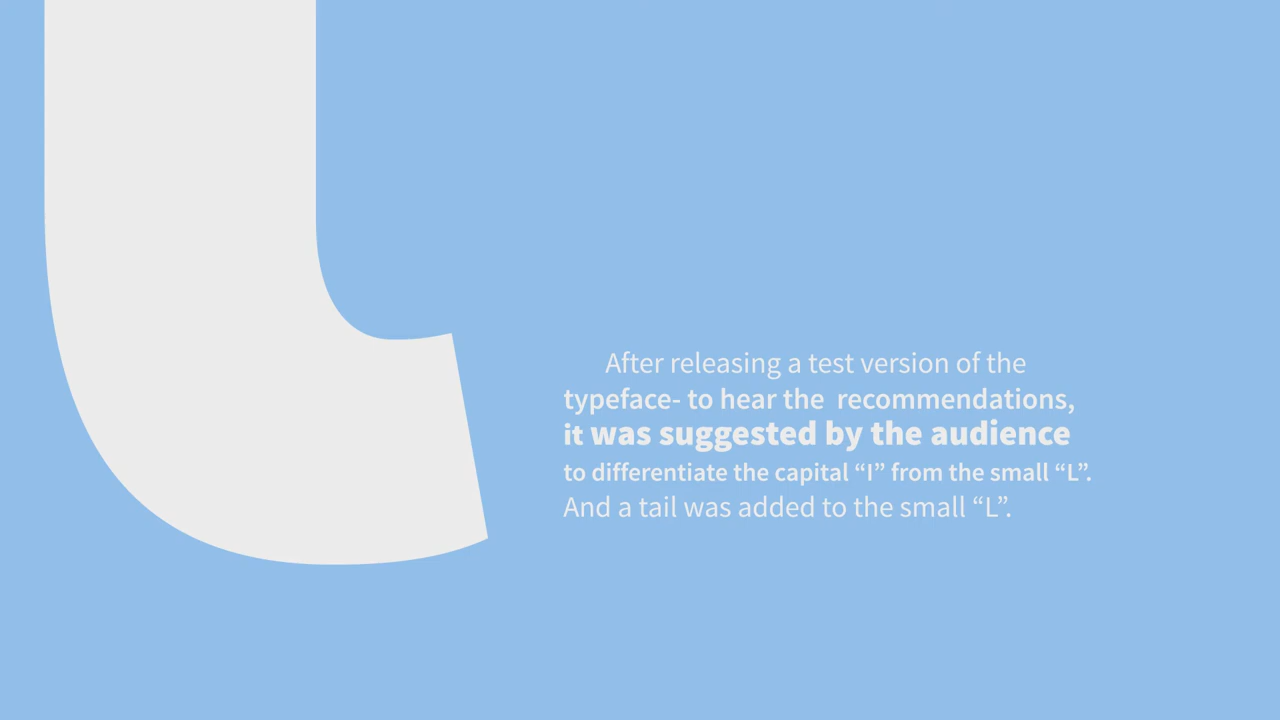 l
After releasing a test version of the
typeface- to hear the  recommendations,
it was suggested by the audience
to differentiate the capital “I” from the small “L”.
And a tail was added to the small “L”.